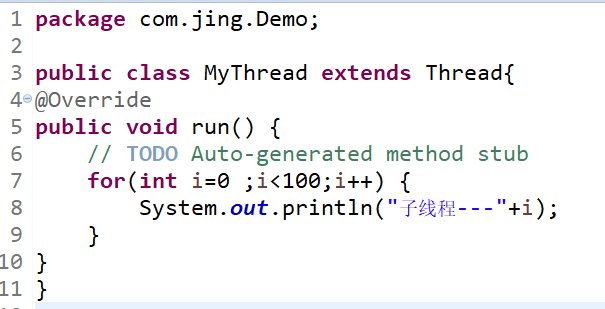 1 package com.jing.Demo;
2
3 public class MyThread extends Thread{
4 @Override
5 public void run() {
6     // TODO Auto-generated method stub
7     for(int i=0 ;i<100;i++) {
8         System.out.println("子线程---"+i);
9     }
10 }
11 }